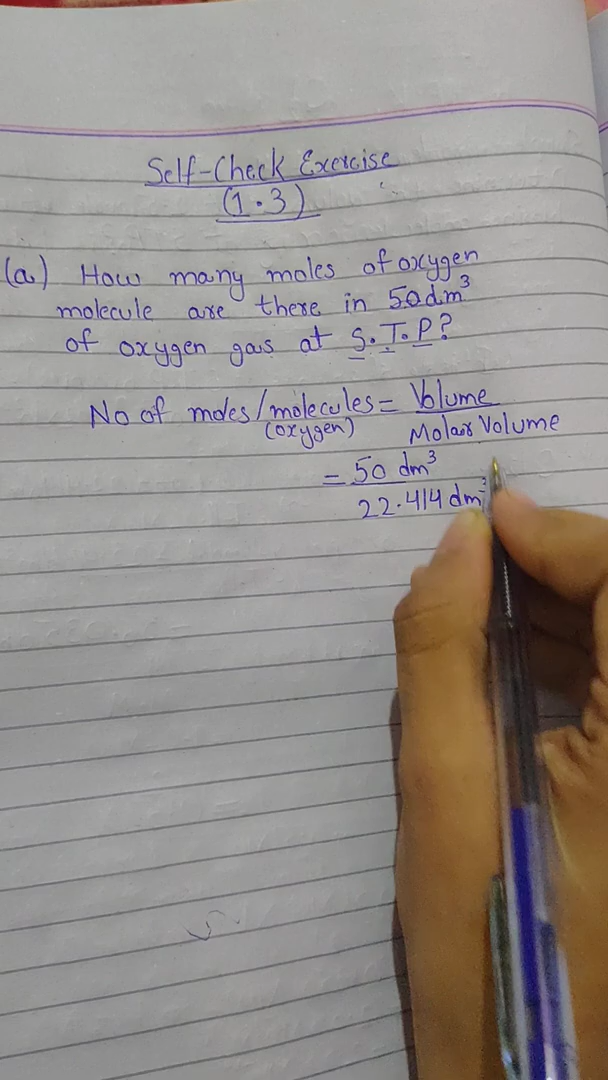 Self-Check Exercise
(1.3)
(a) How many moles of oxygen
molecule are there in 50dm³
of oxygen gas at S.T.P?
No of moles/molecules = Volume
(oxygen) Molar Volume
= 50 dm³
22.414 dm³